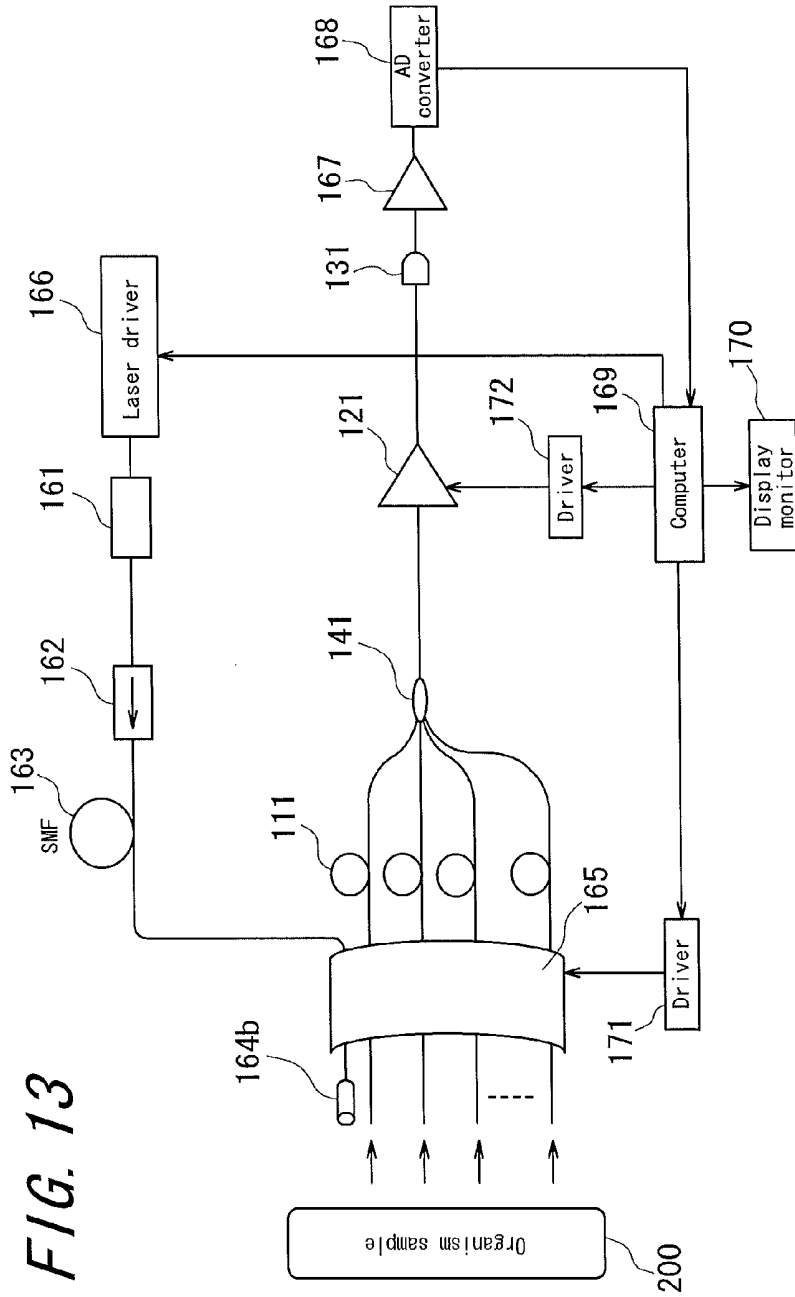 FIG. 13
166
Laser driver
161
162
163
SMF
168
AD
converter
167
131
121
141
111
165
164b
172
Driver
169
Computer
170
Display
monitor
171
Driver
200
Organism sample